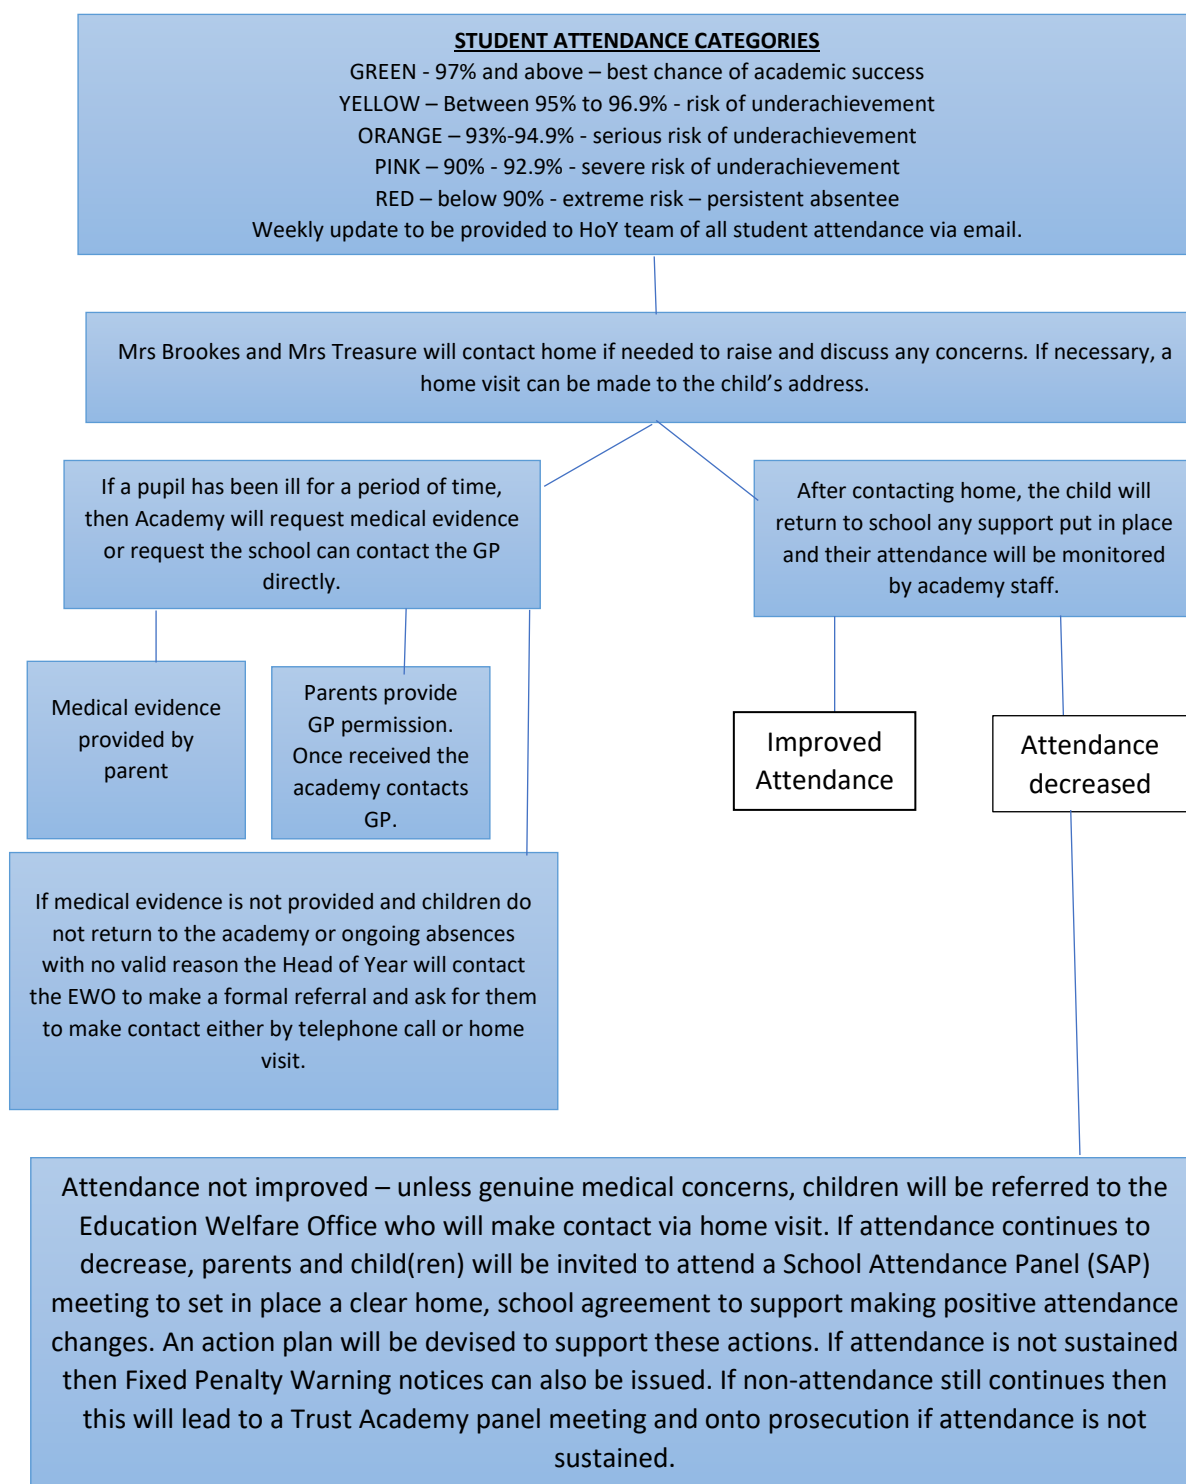 STUDENT ATTENDANCE CATEGORIES
GREEN - 97% and above – best chance of academic success
YELLOW – Between 95% to 96.9% - risk of underachievement
ORANGE – 93%-94.9% - serious risk of underachievement
PINK – 90% - 92.9% - severe risk of underachievement
RED – below 90% - extreme risk – persistent absentee
Weekly update to be provided to HoY team of all student attendance via email.
Mrs Brookes and Mrs Treasure will contact home if needed to raise and discuss any concerns. If necessary, a
home visit can be made to the child’s address.
If a pupil has been ill for a period of time,
then Academy will request medical evidence
or request the school can contact the GP
directly.
After contacting home, the child will
return to school any support put in place
and their attendance will be monitored
by academy staff.
Medical evidence
provided by
parent
Parents provide
GP permission.
Once received the
academy contacts
GP.
Improved
Attendance
Attendance
decreased
If medical evidence is not provided and children do
not return to the academy or ongoing absences
with no valid reason the Head of Year will contact
the EWO to make a formal referral and ask for them
to make contact either by telephone call or home
visit.
Attendance not improved – unless genuine medical concerns, children will be referred to the
Education Welfare Office who will make contact via home visit. If attendance continues to
decrease, parents and child(ren) will be invited to attend a School Attendance Panel (SAP)
meeting to set in place a clear home, school agreement to support making positive attendance
changes. An action plan will be devised to support these actions. If attendance is not sustained
then Fixed Penalty Warning notices can also be issued. If non-attendance still continues then
this will lead to a Trust Academy panel meeting and onto prosecution if attendance is not
sustained.